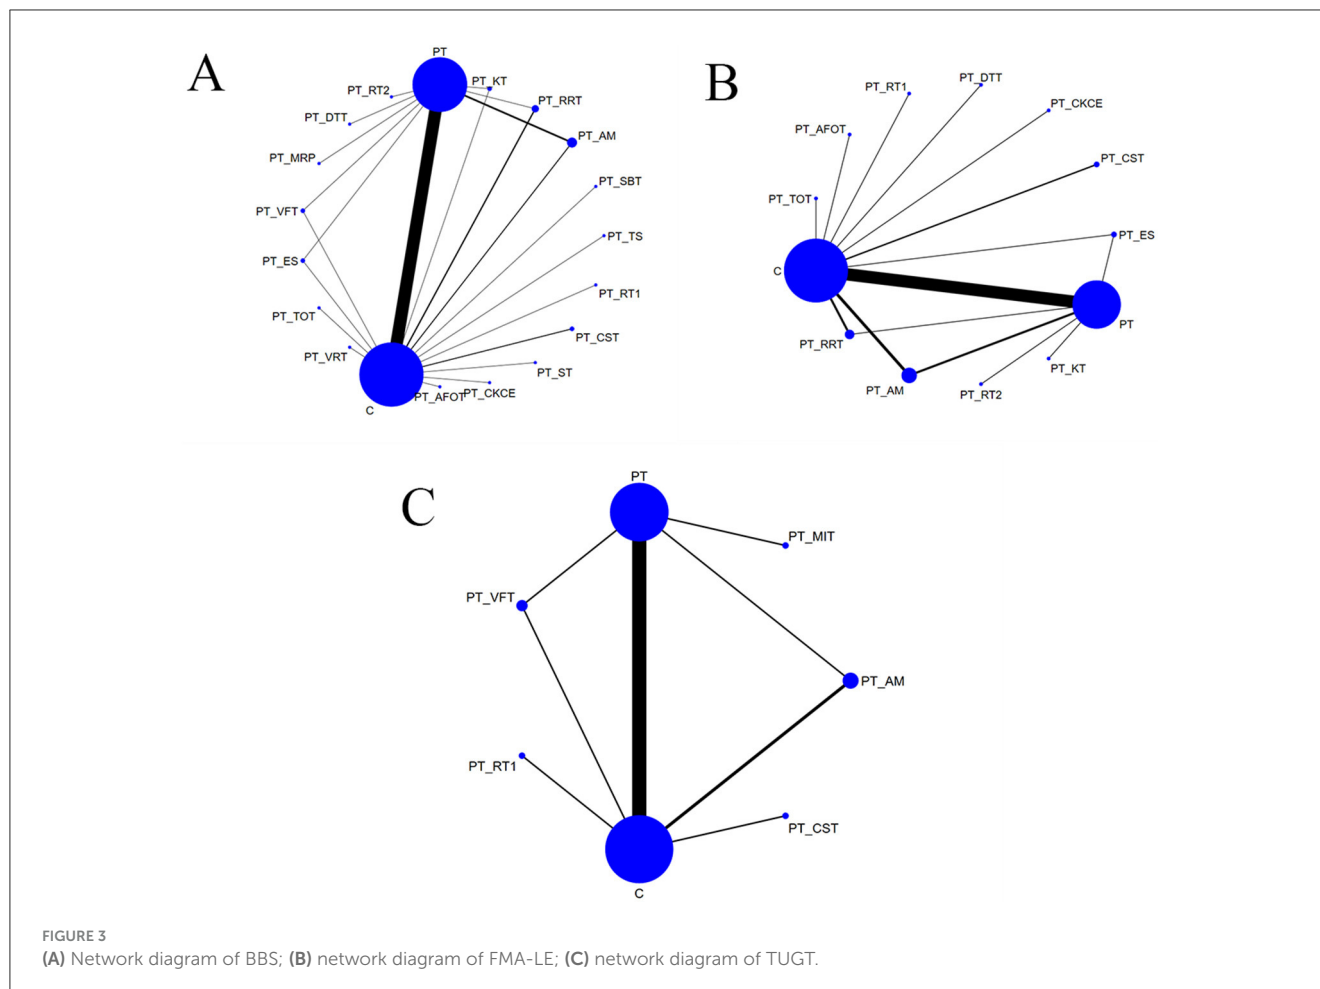 A
PT
PT_KT
PT_RT2
PT_RRT
PT_DTT
PT_AM
PT_MRP
PT_SBT
PT_VFT
PT_TS
PT_ES
PT_RT1
PT_TOT
PT_CST
PT_VRT
PT_ST
PT_AFOT
PT_CKCE
C
B
PT_DTT
PT_RT1
PT_CKCE
PT_AFOT
PT_CST
PT_TOT
PT_ES
C
PT
PT_RRT
PT_KT
PT_AM
PT_RT2
C
PT
PT_MIT
PT_VFT
PT_AM
PT_RT1
PT_CST
C
FIGURE 3
(A) Network diagram of BBS; (B) network diagram of FMA-LE; (C) network diagram of TUGT.